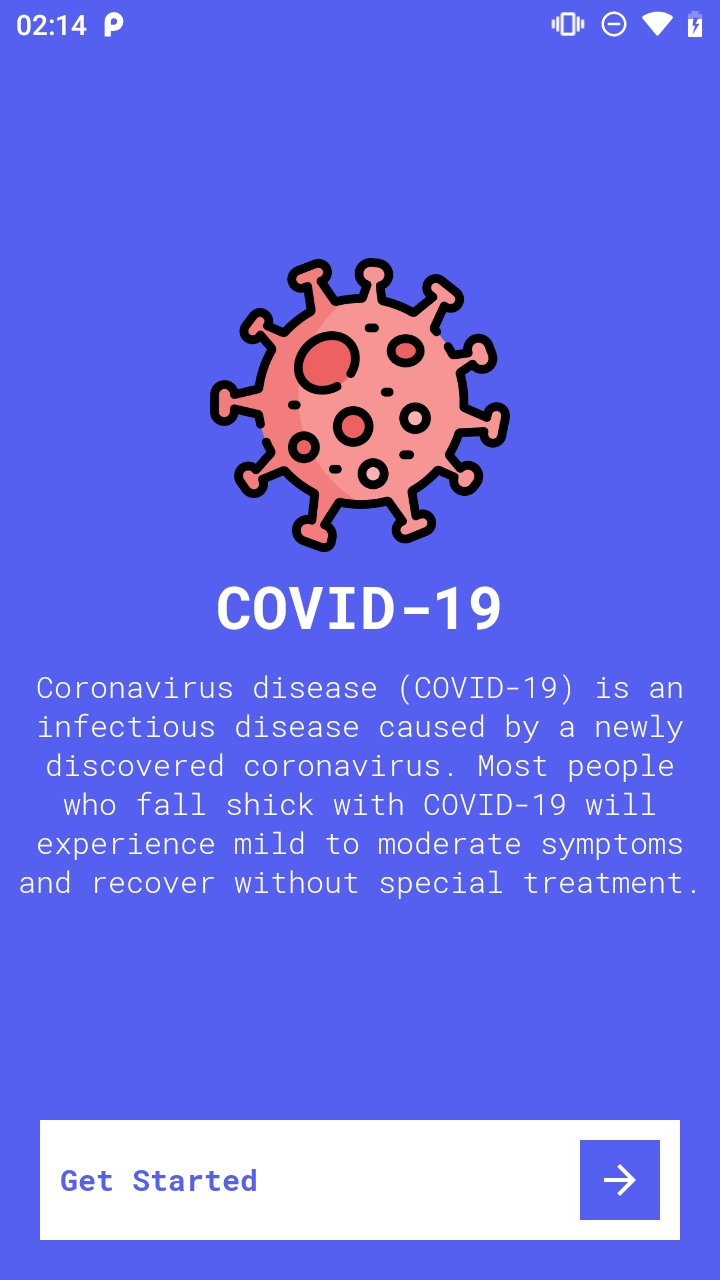 02:14
COVID-19
Coronavirus disease (COVID-19) is an
infectious disease caused by a newly
discovered coronavirus. Most people
who fall shick with COVID-19 will
experience mild to moderate symptoms
and recover without special treatment.
Get Started